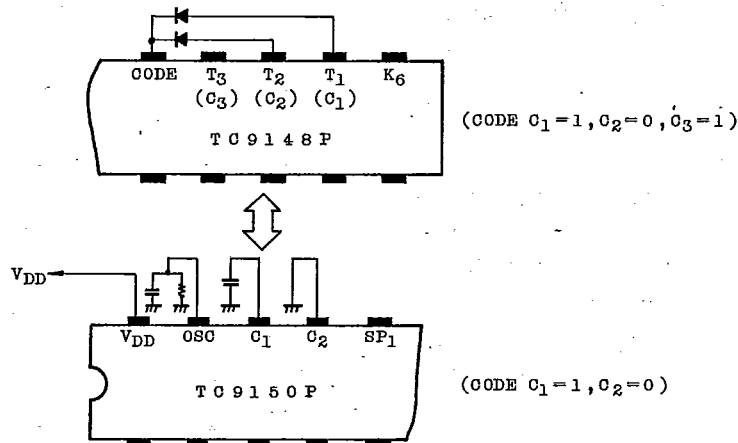 CODE T3 T2 T1 K6
(C3) (C2) (C1)
TC9148P
(CODE C1=1, C2=0, C3=1)
VDD
VDD OSC C1 C2 SP1
TC9150P
(CODE C1=1, C2=0)